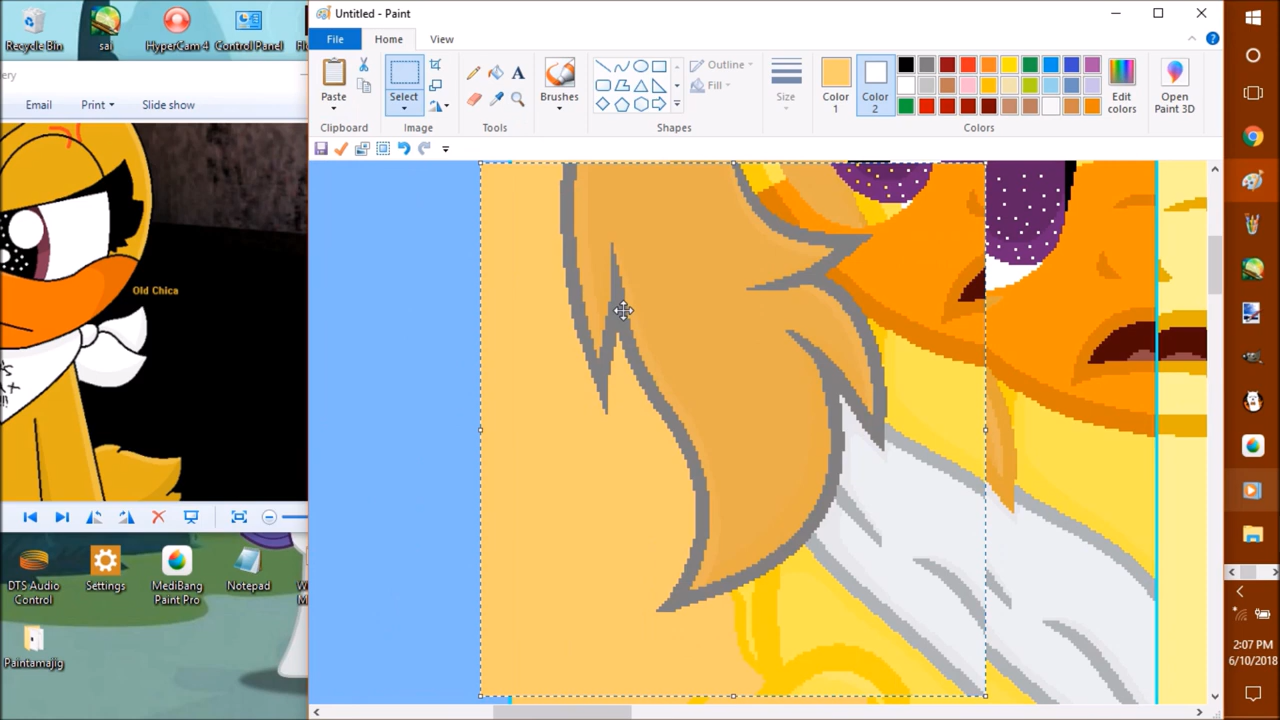 Recycle Bin
sai
HyperCam 4
Control Panel
ery
Email
Print
Slide show
Old Chica
DTS Audio
Control
Settings
MediBang
Paint Pro
Notepad
W
M
Paintamajig
Untitled - Paint
File
Home
View
Paste
Select
Brushes
Outline
Fill
Size
Color
1
Color
2
Edit
colors
Open
Paint 3D
Clipboard
Image
Tools
Shapes
Colors
2:07 PM
6/10/2018